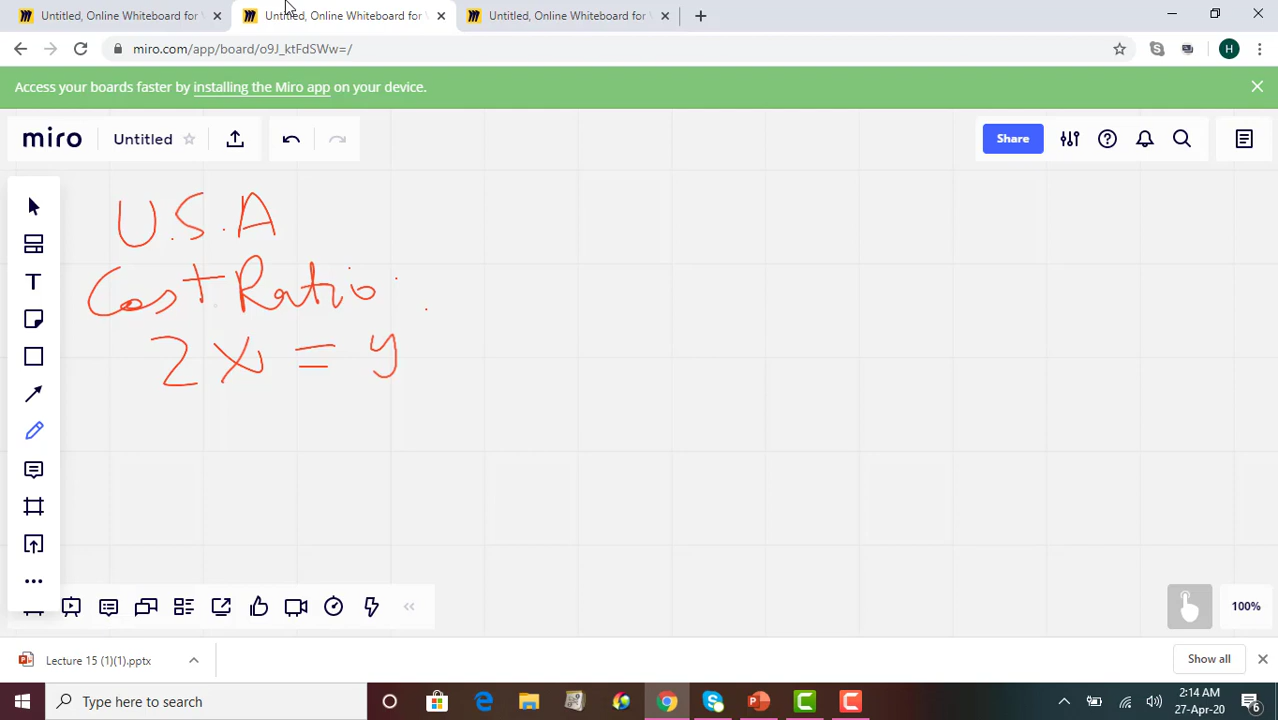 Untitled, Online Whiteboard for V
Untitled, Online Whiteboard for V
Untitled, Online Whiteboard for V
miro.com/app/board/o9J_ktFdSWw=/
H
Access your boards faster by installing the Miro app on your device.
miro
Untitled
Share
U.S.A
Cost Ratio:
2x = y
100%
Lecture 15 (1)(1).pptx
Show all
Type here to search
2:14 AM
27-Apr-20
6